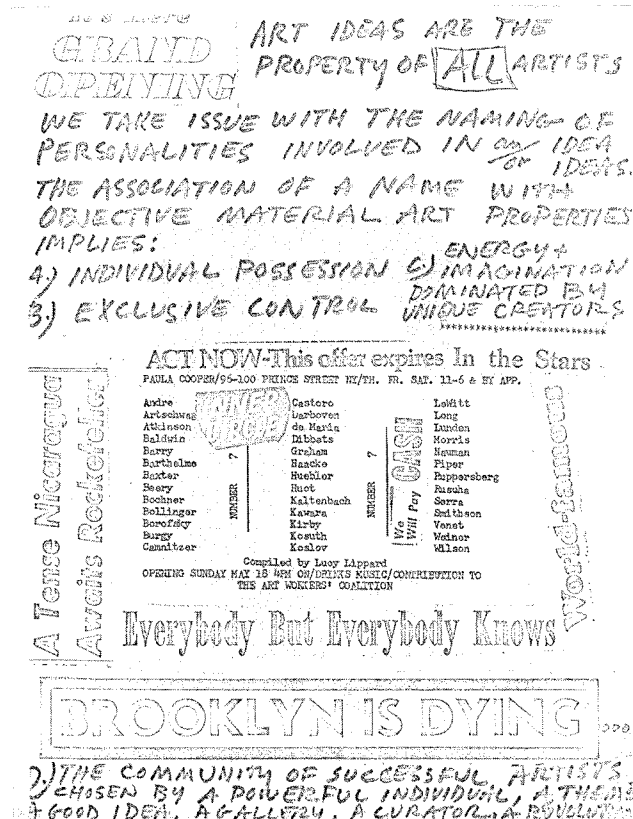 GRAND
OPENING
ART IDEAS ARE THE
PROPERTY OF ALL ARTISTS
WE TAKE ISSUE WITH THE NAMING OF
PERSONALITIES INVOLVED IN an IDEA
or IDEAS.
THE ASSOCIATION OF A NAME WITH
OBJECTIVE MATERIAL ART PROPERTIES
IMPLIES:
A.) INDIVIDUAL POSSESSION
B.) EXCLUSIVE CONTROL
C.) ENERGY +
IMAGINATION
DOMINATED BY
UNIQUE CREATORS
ACT NOW-This offer expires In the Stars
PAULA COOPER/96-100 PRINCE STREET NY/TH. FR. SAT. 11-6 & BY APP.
INNER
CIRCLE
Andre
Artschwag
Atkinson
Baldwin
Barry
Barthelme
Baxter
Beery
Bochner
Bollinger
Borofsky
Burgy
Camnitzer
NUMBER 7
Castoro
Darboven
de Maria
Dibbets
Graham
Haacke
Huebler
Huot
Kaltenbach
Kawara
Kirby
Kosuth
Kozlov
NUMBER 7
We
Will Pay CASH
LeWitt
Long
Lunden
Morris
Nauman
Piper
Ruppersberg
Rusuha
Serra
Smithson
Venet
Weiner
Wilson
Compiled by Lucy Lippard
OPENING SUNDAY MAY 18 4PM ON/DRINKS MUSIC/CONTRIBUTION TO
THE ART WOKIERS' COALITION
A Tense Nicaragua
Awaits Rockefeller
World-famous
Everybody But Everybody Knows
BROOKLYN IS DYING ...
D.) THE COMMUNITY OF SUCCESSFUL ARTISTS
CHOSEN BY A POWERFUL INDIVIDUAL, A THEME
A GOOD IDEA, A GALLERY, A CURATOR, A